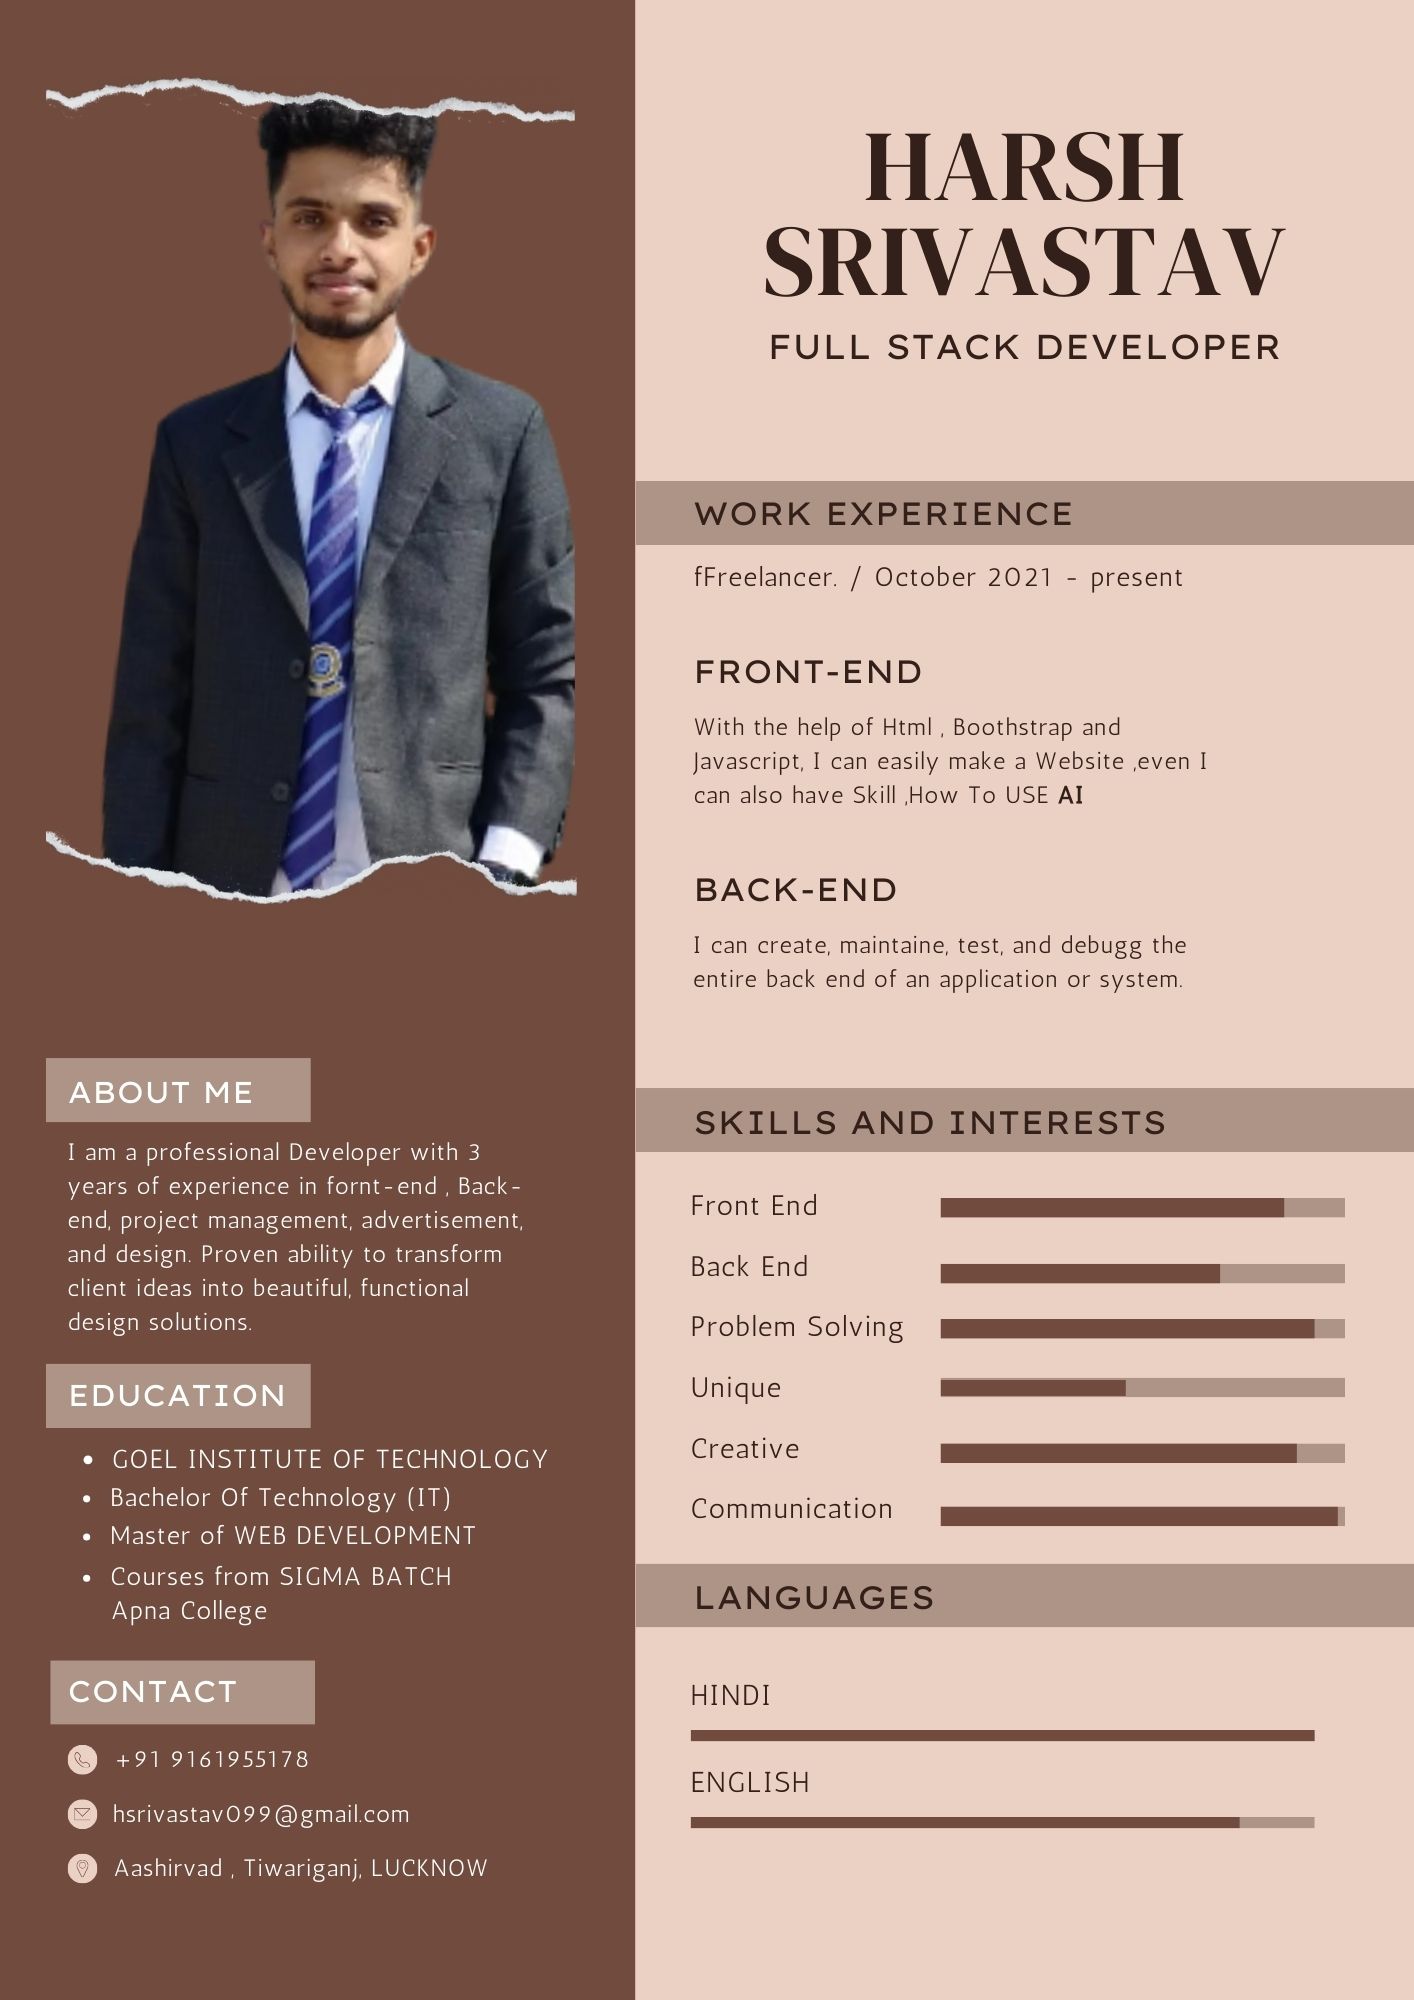 HARSH
SRIVASTAV
FULL STACK DEVELOPER
WORK EXPERIENCE
fFreelancer. / October 2021 - present
FRONT-END
With the help of Html , Boothstrap and
Javascript, I can easily make a Website ,even I
can also have Skill ,How To USE AI
BACK-END
I can create, maintaine, test, and debugg the
entire back end of an application or system.
ABOUT ME
I am a professional Developer with 3
years of experience in fornt-end , Back-
end, project management, advertisement,
and design. Proven ability to transform
client ideas into beautiful, functional
design solutions.
EDUCATION
• GOEL INSTITUTE OF TECHNOLOGY
• Bachelor Of Technology (IT)
• Master of WEB DEVELOPMENT
• Courses from SIGMA BATCH
Apna College
CONTACT
+91 9161955178
hsrivastav099@gmail.com
Aashirvad , Tiwariganj, LUCKNOW
SKILLS AND INTERESTS
Front End
Back End
Problem Solving
Unique
Creative
Communication
LANGUAGES
HINDI
ENGLISH